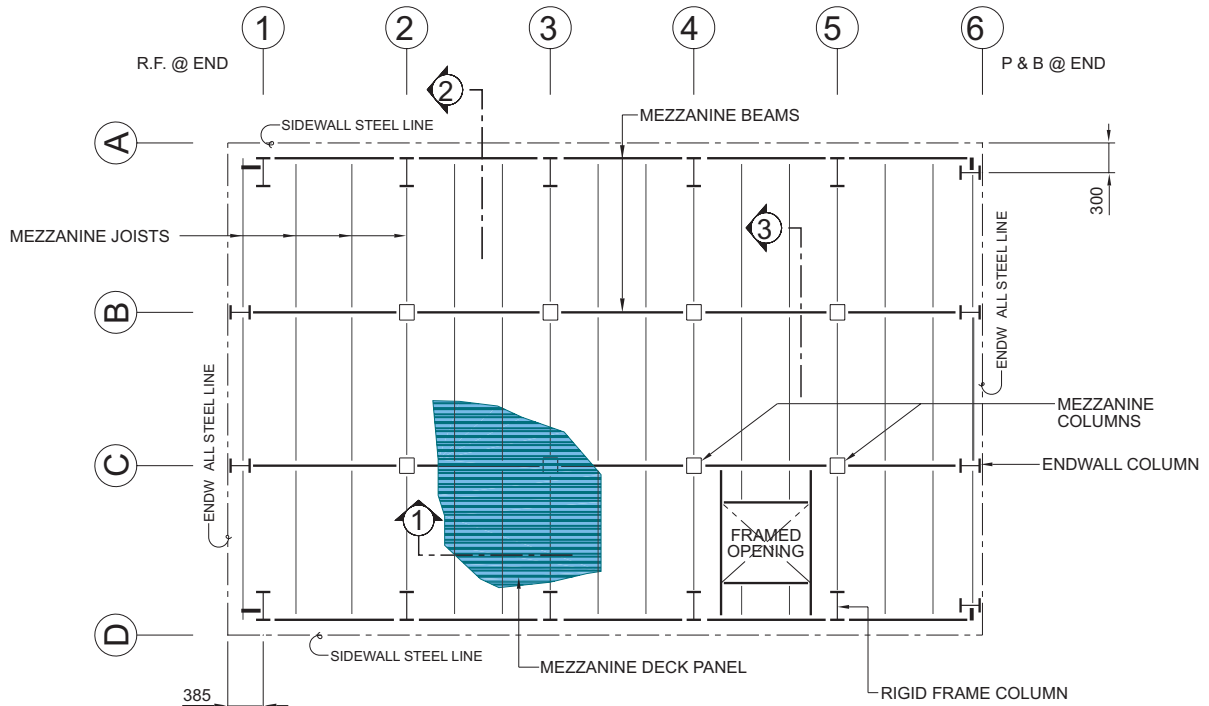 1 2 3 4 5 6
R.F. @ END
P & B @ END
2
MEZZANINE BEAMS
SIDEWALL STEEL LINE
A
300
3
MEZZANINE JOISTS
B
ENDW ALL STEEL LINE
ENDW ALL STEEL LINE
MEZZANINE
COLUMNS
C
ENDWALL COLUMN
1
FRAMED
OPENING
D
SIDEWALL STEEL LINE
MEZZANINE DECK PANEL
385
RIGID FRAME COLUMN